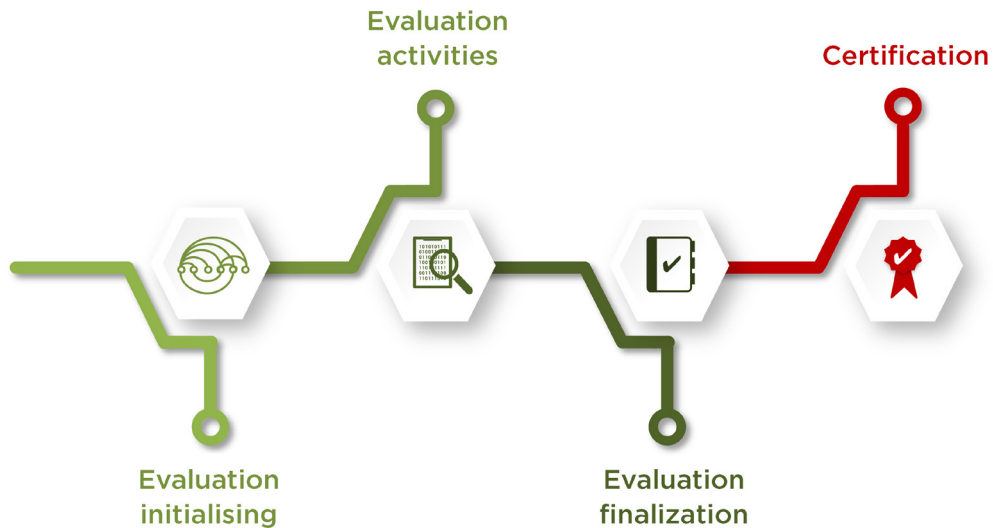 Evaluation
activities
Certification
Evaluation
initialising
Evaluation
finalization